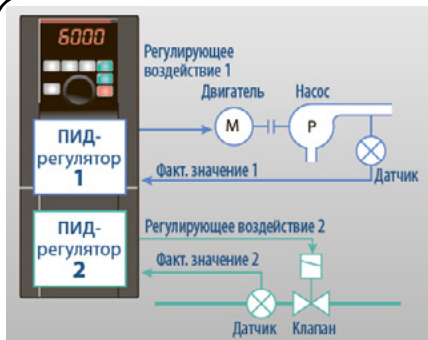 6000
Регулирующее
воздействие 1
Двигатель
Насос
M
P
ПИД-
регулятор
1
Факт. значение 1
Датчик
ПИД-
регулятор
2
Регулирующее воздействие 2
Факт. значение 2
Датчик
Клапан